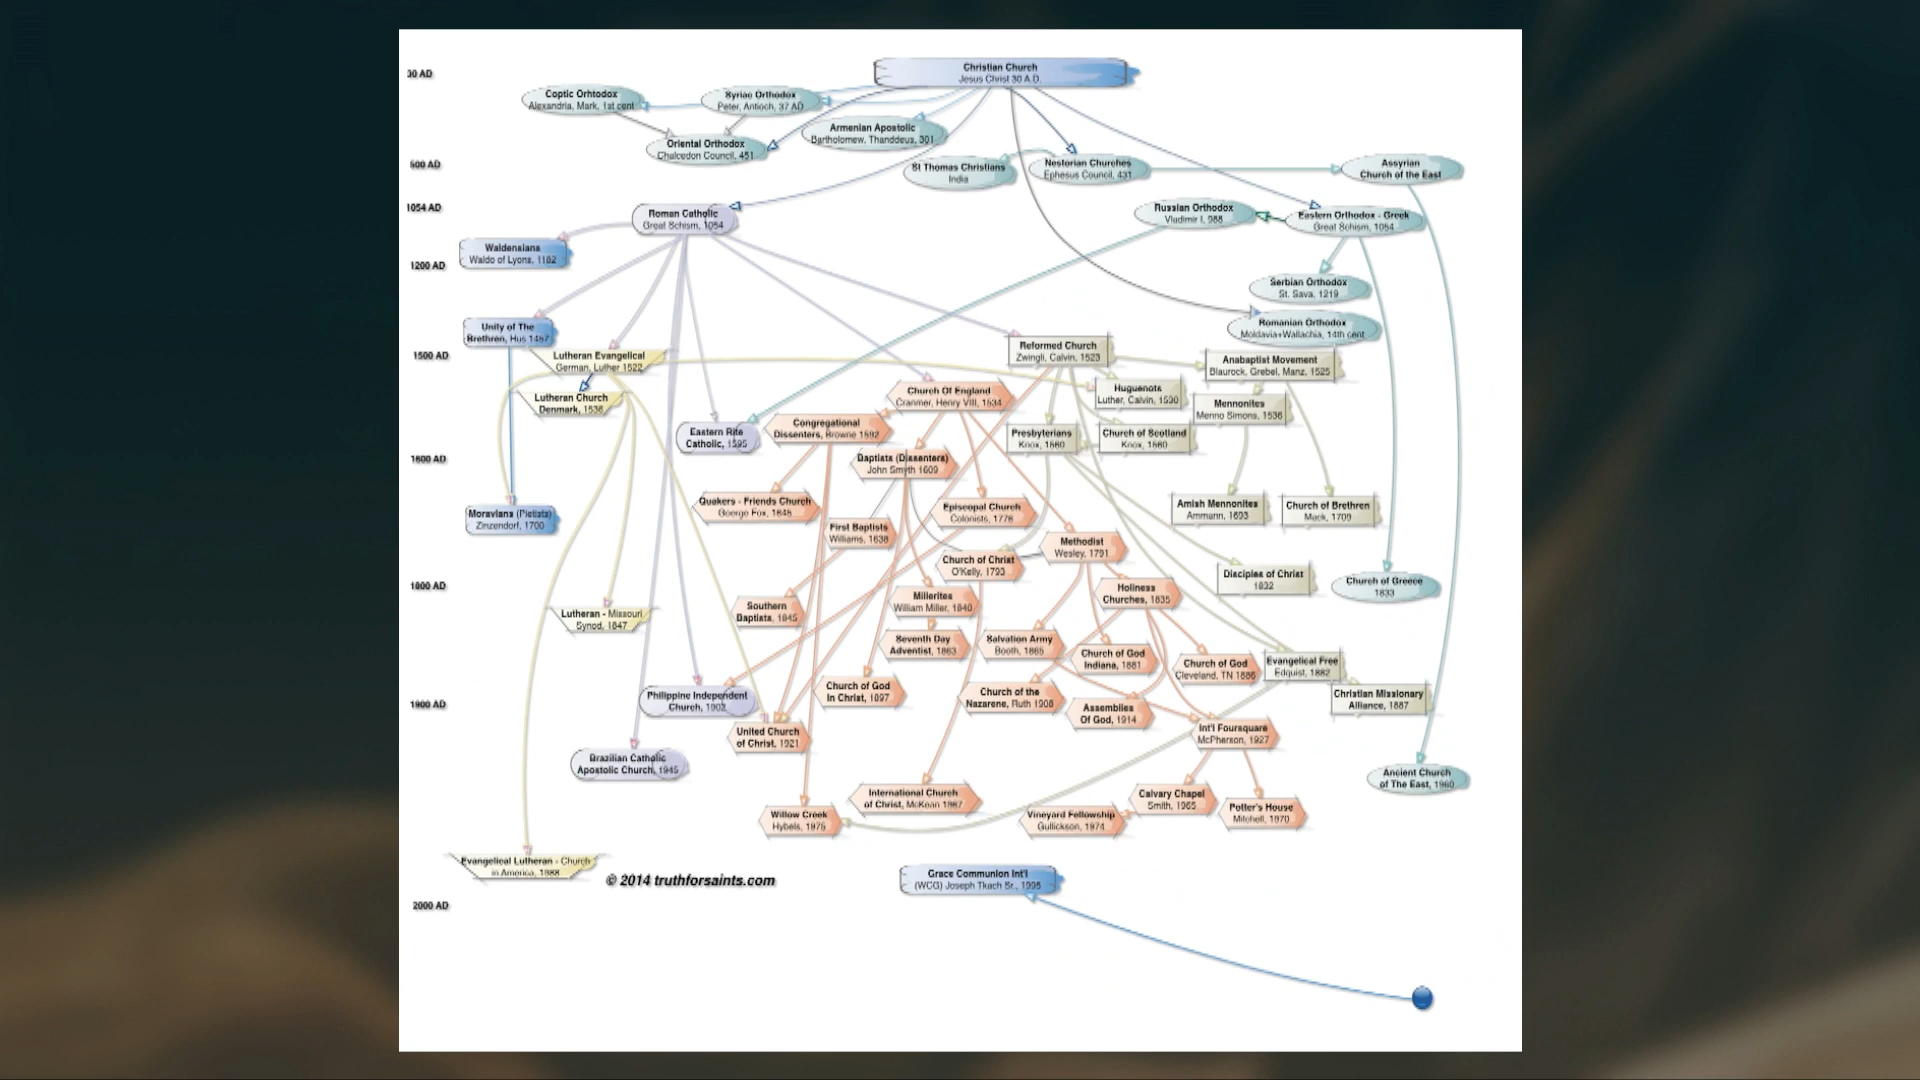 30 AD
Christian Church
Jesus Christ 30 A.D.
Coptic Orhtodox
Alexandria, Mark, 1st cent
Syriac Orthodox
Peter, Antioch, 37 AD
Armenian Apostolic
Bartholomew, Thanddeus, 301
Oriental Orthodox
Chalcedon Council, 451
500 AD
St Thomas Christians
India
Nestorian Churches
Ephesus Council, 431
Assyrian
Church of the East
1054 AD
Roman Catholic
Great Schism, 1054
Russian Orthodox
Vladimir I, 988
Eastern Orthodox - Greek
Great Schism, 1054
Waldensians
Waldo of Lyons, 1182
1200 AD
Serbian Orthodox
St. Sava, 1219
Unity of The
Brethren, Hus 1457
Romanian Orthodox
Moldavia+Wallachia, 14th cent
1500 AD
Lutheran Evangelical
German, Luther 1522
Reformed Church
Zwingli, Calvin, 1523
Anabaptist Movement
Blaurock, Grebel, Manz, 1525
Lutheran Church
Denmark, 1536
Church Of England
Cranmer, Henry VIII, 1534
Huguenots
Luther, Calvin, 1530
Mennonites
Menno Simons, 1536
Eastern Rite
Catholic, 1595
Congregational
Dissenters, Browne 1592
Presbyterians
Knox, 1560
Church of Scotland
Knox, 1560
1600 AD
Baptists (Dissenters)
John Smyth 1609
Moravians (Pietists)
Zinzendorf, 1700
Quakers - Friends Church
George Fox, 1648
Episcopal Church
Colonists, 1776
Amish Mennonites
Ammann, 1693
Church of Brethren
Mack, 1709
First Baptists
Williams, 1638
Methodist
Wesley, 1791
Church of Christ
O'Kelly, 1793
1800 AD
Disciples of Christ
1832
Church of Greece
1833
Lutheran - Missouri
Synod, 1847
Southern
Baptists, 1845
Millerites
William Miller, 1840
Holiness
Churches, 1835
Seventh Day
Adventist, 1863
Salvation Army
Booth, 1865
Church of God
Indiana, 1881
Church of God
Cleveland, TN 1886
Evangelical Free
Edquist, 1882
Christian Missionary
Alliance, 1887
1900 AD
Philippine Independent
Church, 1902
Church of God
In Christ, 1897
Church of the
Nazarene, Ruth 1908
Assemblies
Of God, 1914
United Church
of Christ, 1921
Int'l Foursquare
McPherson, 1927
Brazilian Catholic
Apostolic Church, 1945
Ancient Church
of The East, 1960
International Church
of Christ, McKean 1967
Calvary Chapel
Smith, 1965
Potter's House
Mitchell, 1970
Willow Creek
Hybels, 1975
Vineyard Fellowship
Gullickson, 1974
Evangelical Lutheran - Church
in America, 1988
© 2014 truthforsaints.com
Grace Communion Int'l
(WCG) Joseph Tkach Sr., 1995
2000 AD